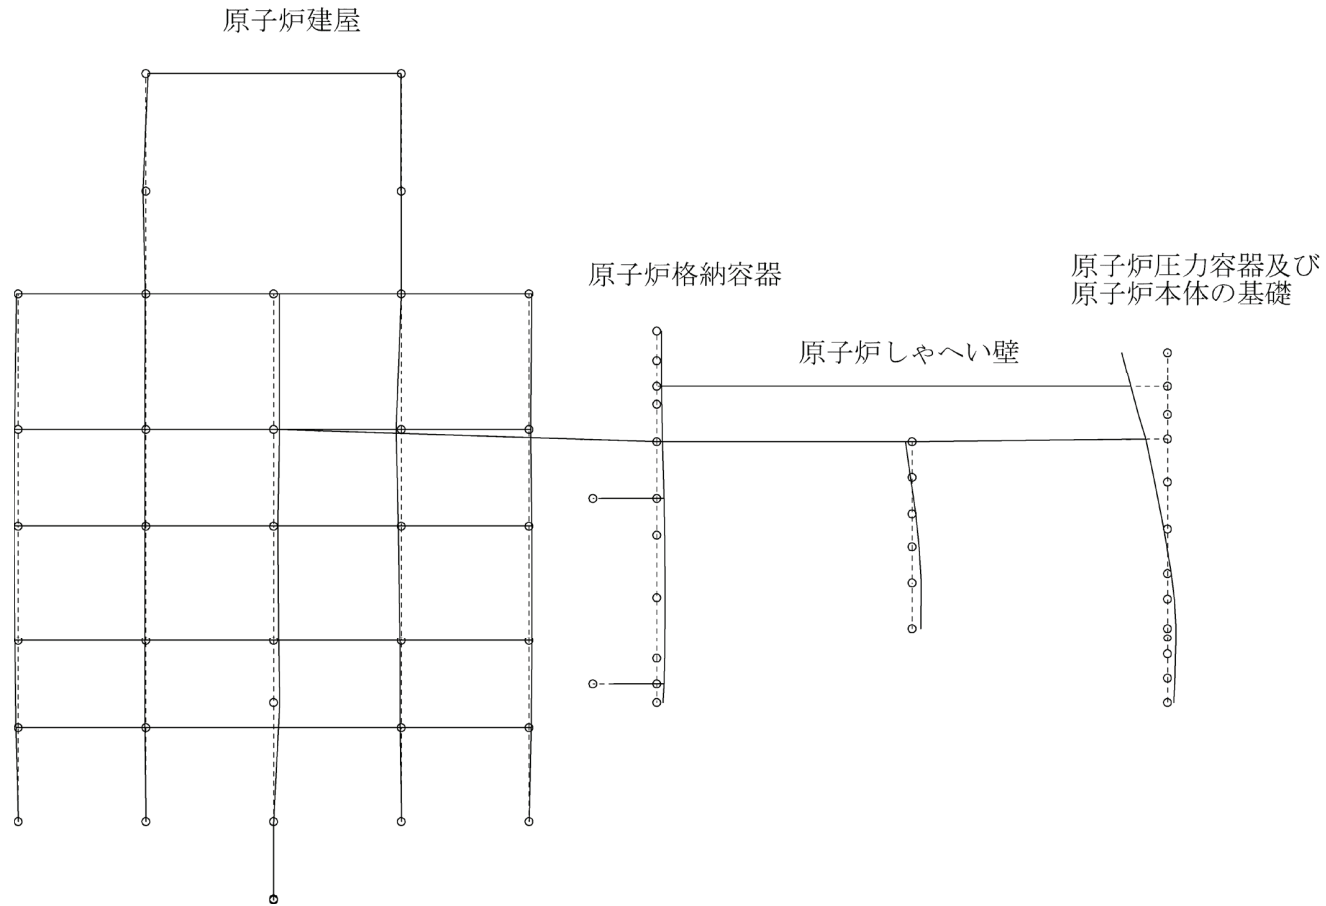 原子炉建屋
原子炉格納容器
原子炉しゃへい壁
原子炉圧力容器及び
原子炉本体の基礎